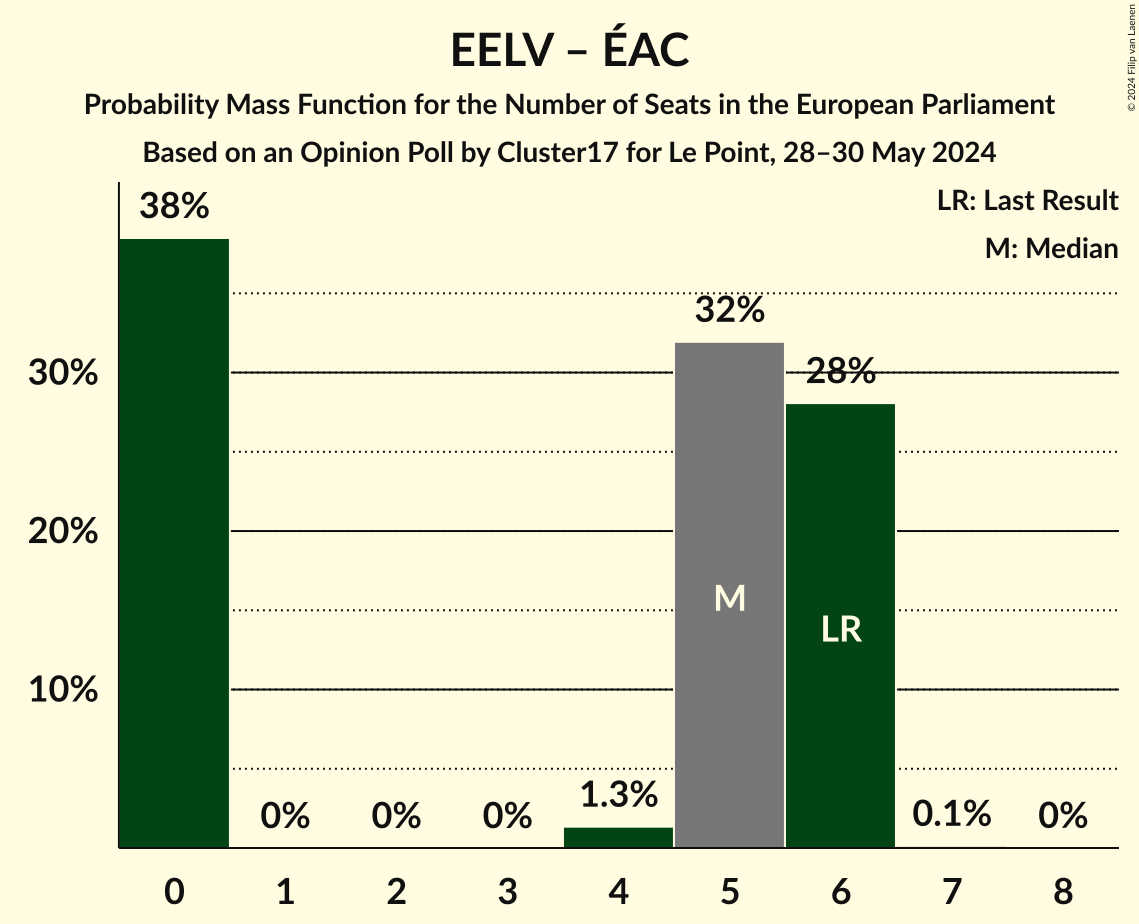 EELV – ÉAC
Probability Mass Function for the Number of Seats in the European Parliament
Based on an Opinion Poll by Cluster17 for Le Point, 28–30 May 2024
© 2024 Filip van Laenen
LR: Last Result
M: Median
38%
32%
28%
30%
20%
10%
M
LR
0%
0%
0%
1.3%
0.1%
0%
0 1 2 3 4 5 6 7 8